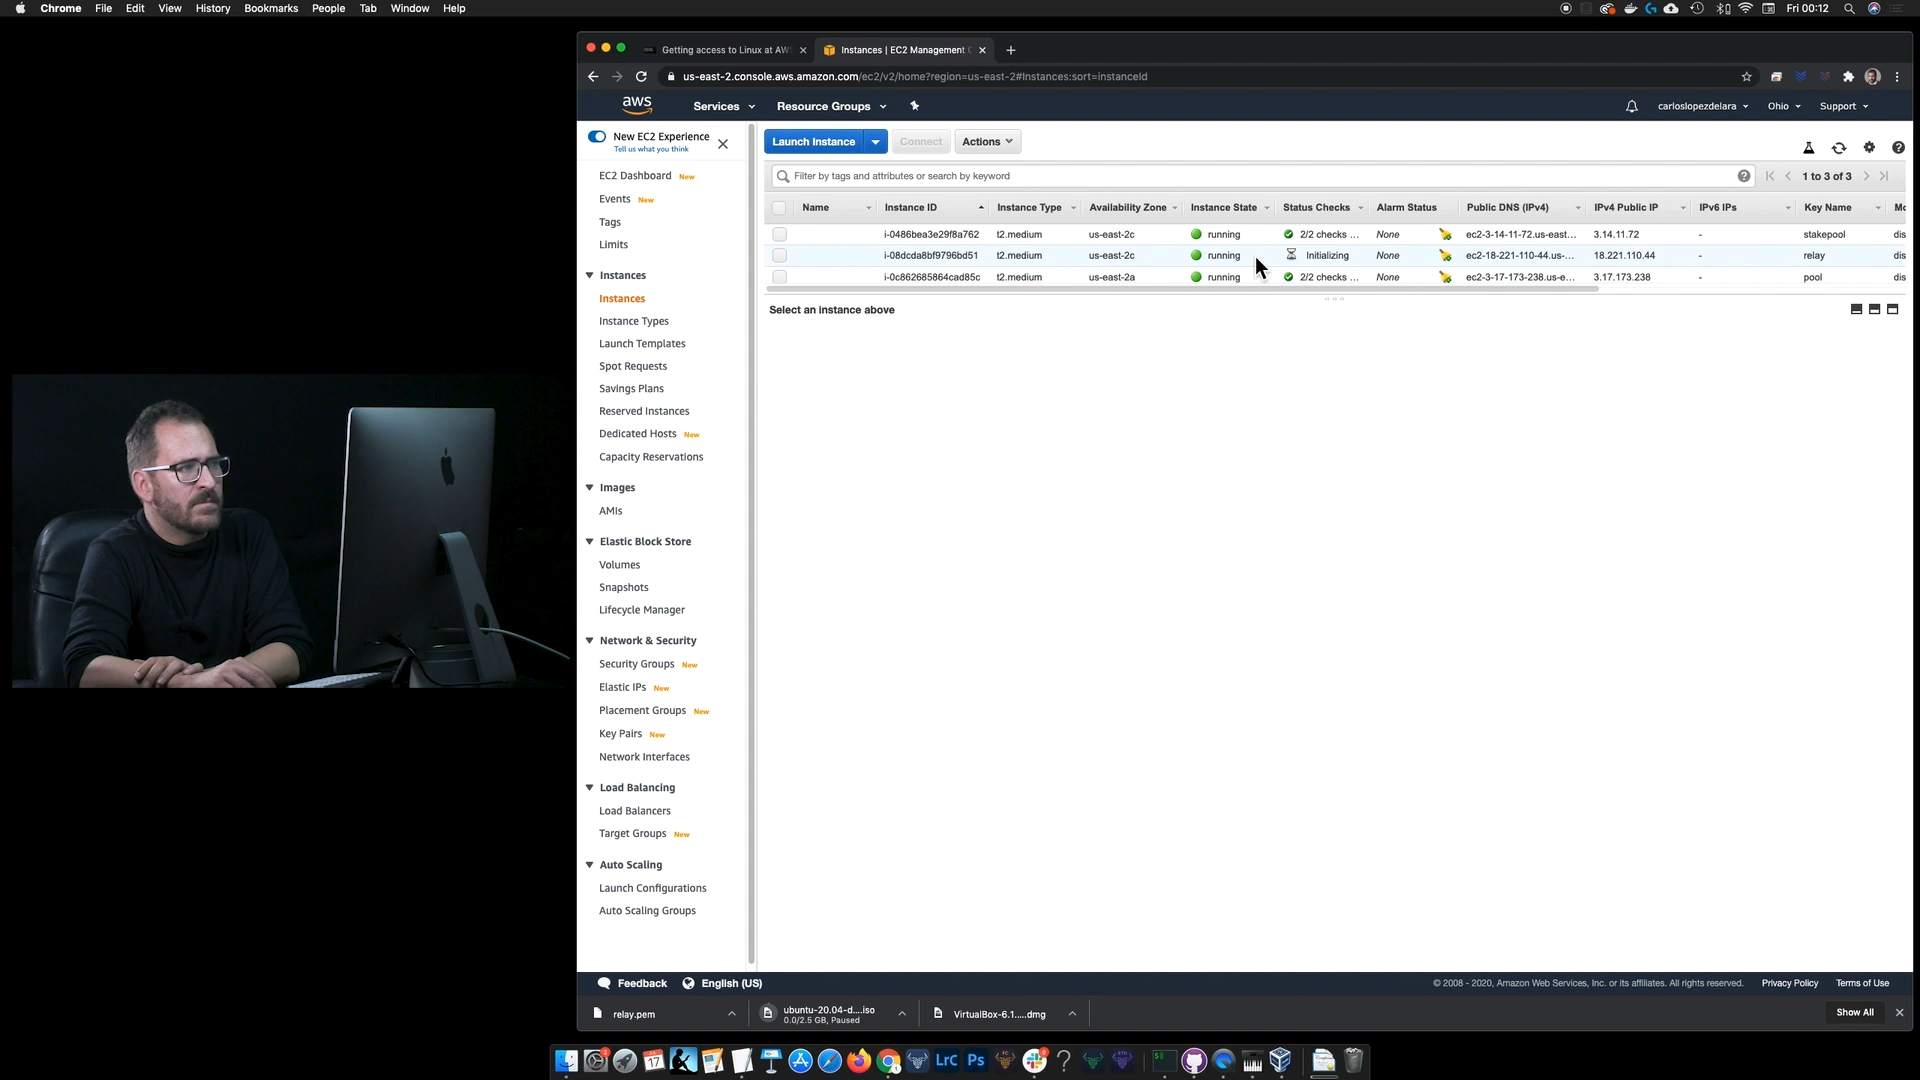 Chrome File Edit View History Bookmarks People Tab Window Help Fri 00:12
Getting access to Linux at AW
Instances | EC2 Management C
us-east-2.console.aws.amazon.com/ec2/v2/home?region=us-east-2#Instances:sort=instanceId
aws Services Resource Groups carloslopezdelara Ohio Support
New EC2 Experience
Tell us what you think
EC2 Dashboard New
Events New
Tags
Limits
Instances
Instances
Instance Types
Launch Templates
Spot Requests
Savings Plans
Reserved Instances
Dedicated Hosts New
Capacity Reservations
Images
AMIs
Elastic Block Store
Volumes
Snapshots
Lifecycle Manager
Network & Security
Security Groups New
Elastic IPs New
Placement Groups New
Key Pairs New
Network Interfaces
Load Balancing
Load Balancers
Target Groups New
Auto Scaling
Launch Configurations
Auto Scaling Groups
Launch Instance Connect Actions
Filter by tags and attributes or search by keyword 1 to 3 of 3
Name Instance ID Instance Type Availability Zone Instance State Status Checks Alarm Status Public DNS (IPv4) IPv4 Public IP IPv6 IPs Key Name Mo
i-0486bea3e29f8a762 t2.medium us-east-2c running 2/2 checks ... None ec2-3-14-11-72.us-east... 3.14.11.72 - stakepool dis
i-08dcda8bf9796bd51 t2.medium us-east-2c running Initializing None ec2-18-221-110-44.us-... 18.221.110.44 - relay dis
i-0c862685864cad85c t2.medium us-east-2a running 2/2 checks ... None ec2-3-17-173-238.us-e... 3.17.173.238 - pool dis
Select an instance above
Feedback English (US) © 2008 - 2020, Amazon Web Services, Inc. or its affiliates. All rights reserved. Privacy Policy Terms of Use
relay.pem
ubuntu-20.04-d....iso
0.0/2.5 GB, Paused
VirtualBox-6.1.....dmg
Show All
LrC Ps